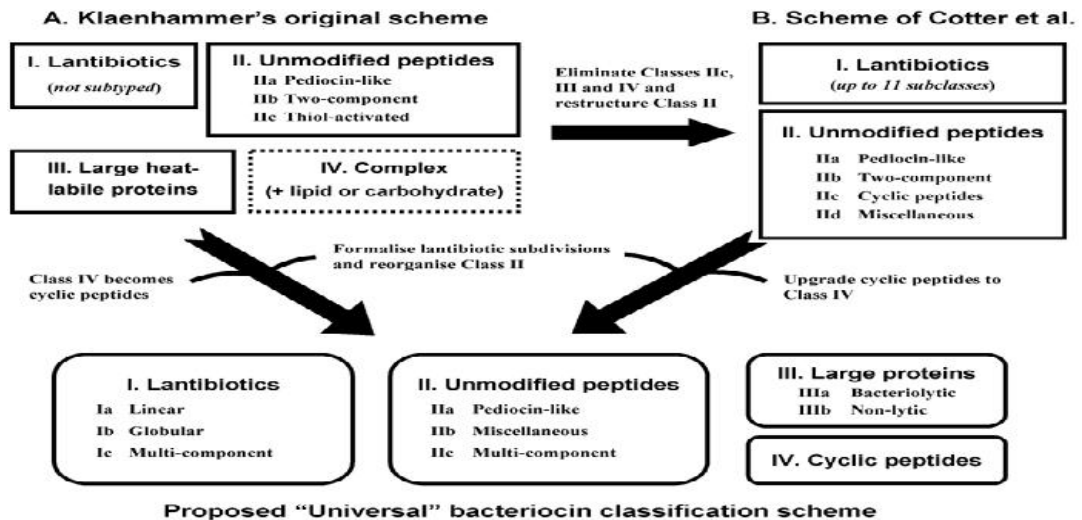 A. Klaenhammer's original scheme
I. Lantibiotics
(not subtyped)
II. Unmodified peptides
IIa Pediocin-like
IIb Two-component
IIc Thiol-activated
III. Large heat-
labile proteins
IV. Complex
(+ lipid or carbohydrate)
Eliminate Classes IIc,
III and IV and
restructure Class II
B. Scheme of Cotter et al.
I. Lantibiotics
(up to 11 subclasses)
II. Unmodified peptides
IIa Pediocin-like
IIb Two-component
IIc Cyclic peptides
IId Miscellaneous
Class IV becomes
cyclic peptides
Formalise lantibiotic subdivisions
and reorganise Class II
Upgrade cyclic peptides to
Class IV
I. Lantibiotics
Ia Linear
Ib Globular
Ic Multi-component
II. Unmodified peptides
IIa Pediocin-like
IIb Miscellaneous
IIc Multi-component
III. Large proteins
IIIa Bacteriolytic
IIIb Non-lytic
IV. Cyclic peptides
Proposed "Universal" bacteriocin classification scheme